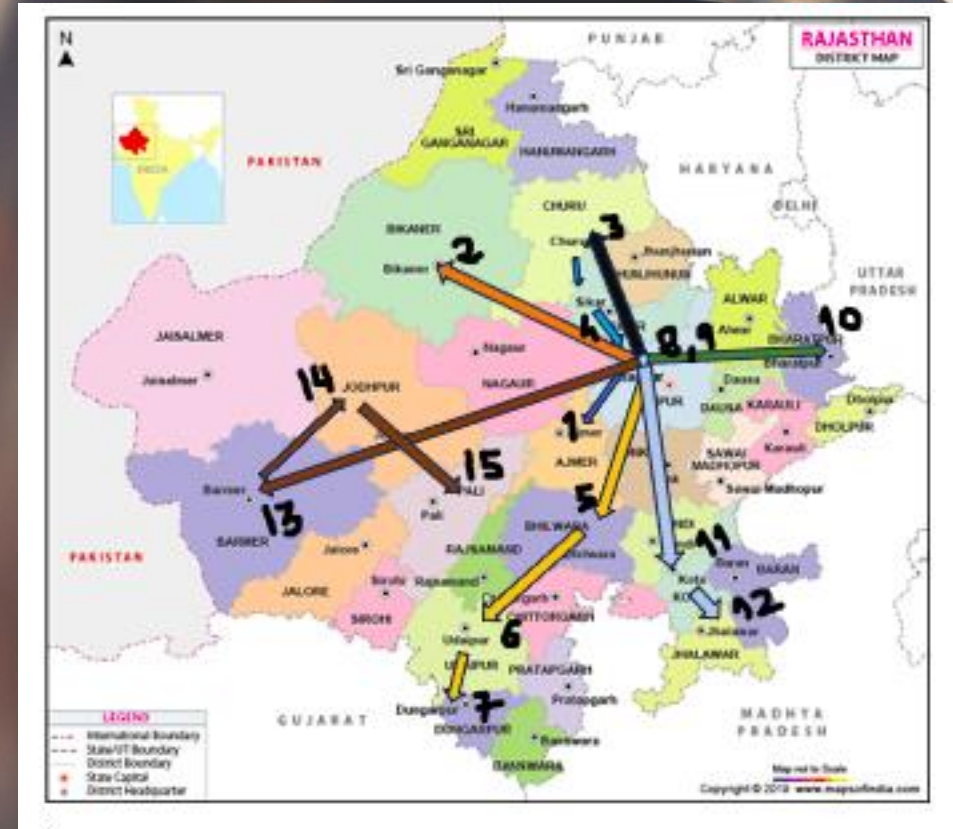 N
PUNJAB
RAJASTHAN
DISTRICT MAP
Sri Ganganagar
Hanumangarh
SRI
GANGANAGAR
HANUMANGARH
PAKISTAN
INDIA
HARYANA
DELHI
CHURU
BIKANER
3
Churu
2
Jhunjhunun
Bikaner
UTTAR
PRADESH
Sikar
ALWAR
JAISALMER
4
8,9
Alwar
10
BHARATPUR
Nagaur
Bharatpur
Jaisalmer
14
JODHPUR
NAGAUR
Dausa
DAUSA
KARAULI
Dholpur
DHOLPUR
1
Karauli
AJMER
SAWAI
MADHOPUR
15
Barmer
PALI
Sawai Madhopur
13
Pali
5
BHILWARA
BARMER
Bhilwara
11
PAKISTAN
Jalore
RAJSAMAND
Baran
BARAN
JALORE
Sirohi
Rajsamand
Kota
12
SIROHI
CHITTORGARH
6
Udaipur
Jhalawar
JHALAWAR
PRATAPGARH
Dungarpur
7
Pratapgarh
LEGEND
GUJARAT
DUNGARPUR
MADHYA
PRADESH
International Boundary
State/UT Boundary
District Boundary
State Capital
District Headquarter
Banswara
BANSWARA
Map not to Scale
Copyright © 2019 www.mapsofindia.com